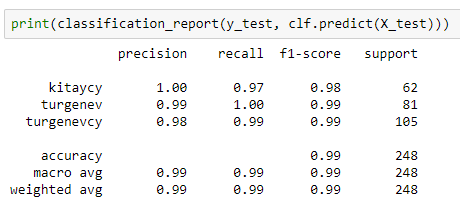 print(classification_report(y_test, clf.predict(X_test)))
precision recall f1-score support
kitaycy 1.00 0.97 0.98 62
turgenev 0.99 1.00 0.99 81
turgenevcy 0.98 0.99 0.99 105
accuracy 0.99 248
macro avg 0.99 0.99 0.99 248
weighted avg 0.99 0.99 0.99 248